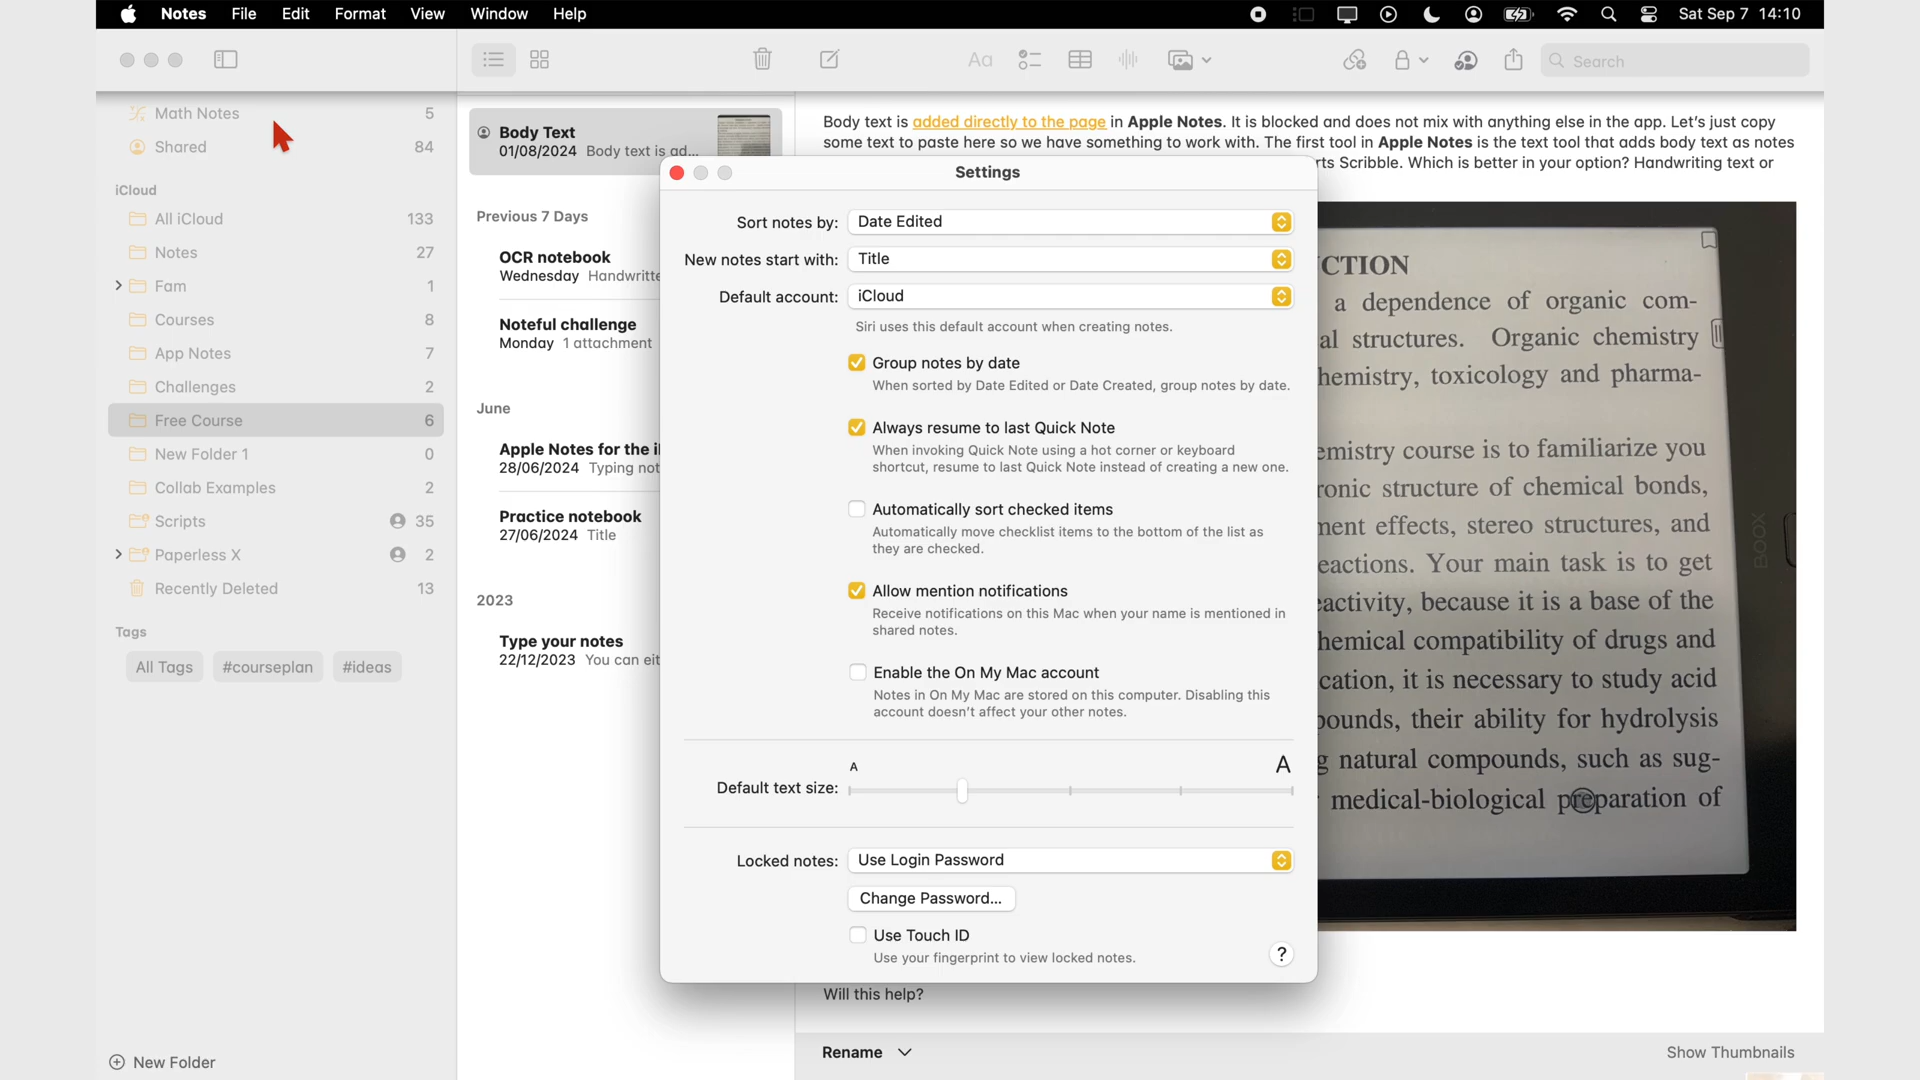 Notes File Edit Format View Window Help Sat Sep 7 14:10
Aa Search
Math Notes 5
Shared 84
iCloud
All iCloud 133
Notes 27
Fam 1
Courses 8
App Notes 7
Challenges 2
Free Course 6
New Folder 1 0
Collab Examples 2
Scripts 35
Paperless X 2
Recently Deleted 13
Tags
All Tags #courseplan #ideas
New Folder
Body Text
01/08/2024 Body text is ad...
Previous 7 Days
OCR notebook
Wednesday Handwritte
Noteful challenge
Monday 1 attachment
June
Apple Notes for the i
28/06/2024 Typing not
Practice notebook
27/06/2024 Title
2023
Type your notes
22/12/2023 You can eit
Body text is added directly to the page in Apple Notes. It is blocked and does not mix with anything else in the app. Let's just copy
some text to paste here so we have something to work with. The first tool in Apple Notes is the text tool that adds body text as notes
rts Scribble. Which is better in your option? Handwriting text or
Settings
Sort notes by: Date Edited
New notes start with: Title
Default account: iCloud
Siri uses this default account when creating notes.
Group notes by date
When sorted by Date Edited or Date Created, group notes by date.
Always resume to last Quick Note
When invoking Quick Note using a hot corner or keyboard
shortcut, resume to last Quick Note instead of creating a new one.
Automatically sort checked items
Automatically move checklist items to the bottom of the list as
they are checked.
Allow mention notifications
Receive notifications on this Mac when your name is mentioned in
shared notes.
Enable the On My Mac account
Notes in On My Mac are stored on this computer. Disabling this
account doesn't affect your other notes.
A A
Default text size:
Locked notes: Use Login Password
Change Password...
Use Touch ID
Use your fingerprint to view locked notes.
?
CTION
a dependence of organic com-
al structures. Organic chemistry
hemistry, toxicology and pharma-
emistry course is to familiarize you
ronic structure of chemical bonds,
ment effects, stereo structures, and
eactions. Your main task is to get
eactivity, because it is a base of the
hemical compatibility of drugs and
cation, it is necessary to study acid
pounds, their ability for hydrolysis
g natural compounds, such as sug-
medical-biological preparation of
BOOX
Will this help?
Rename Show Thumbnails